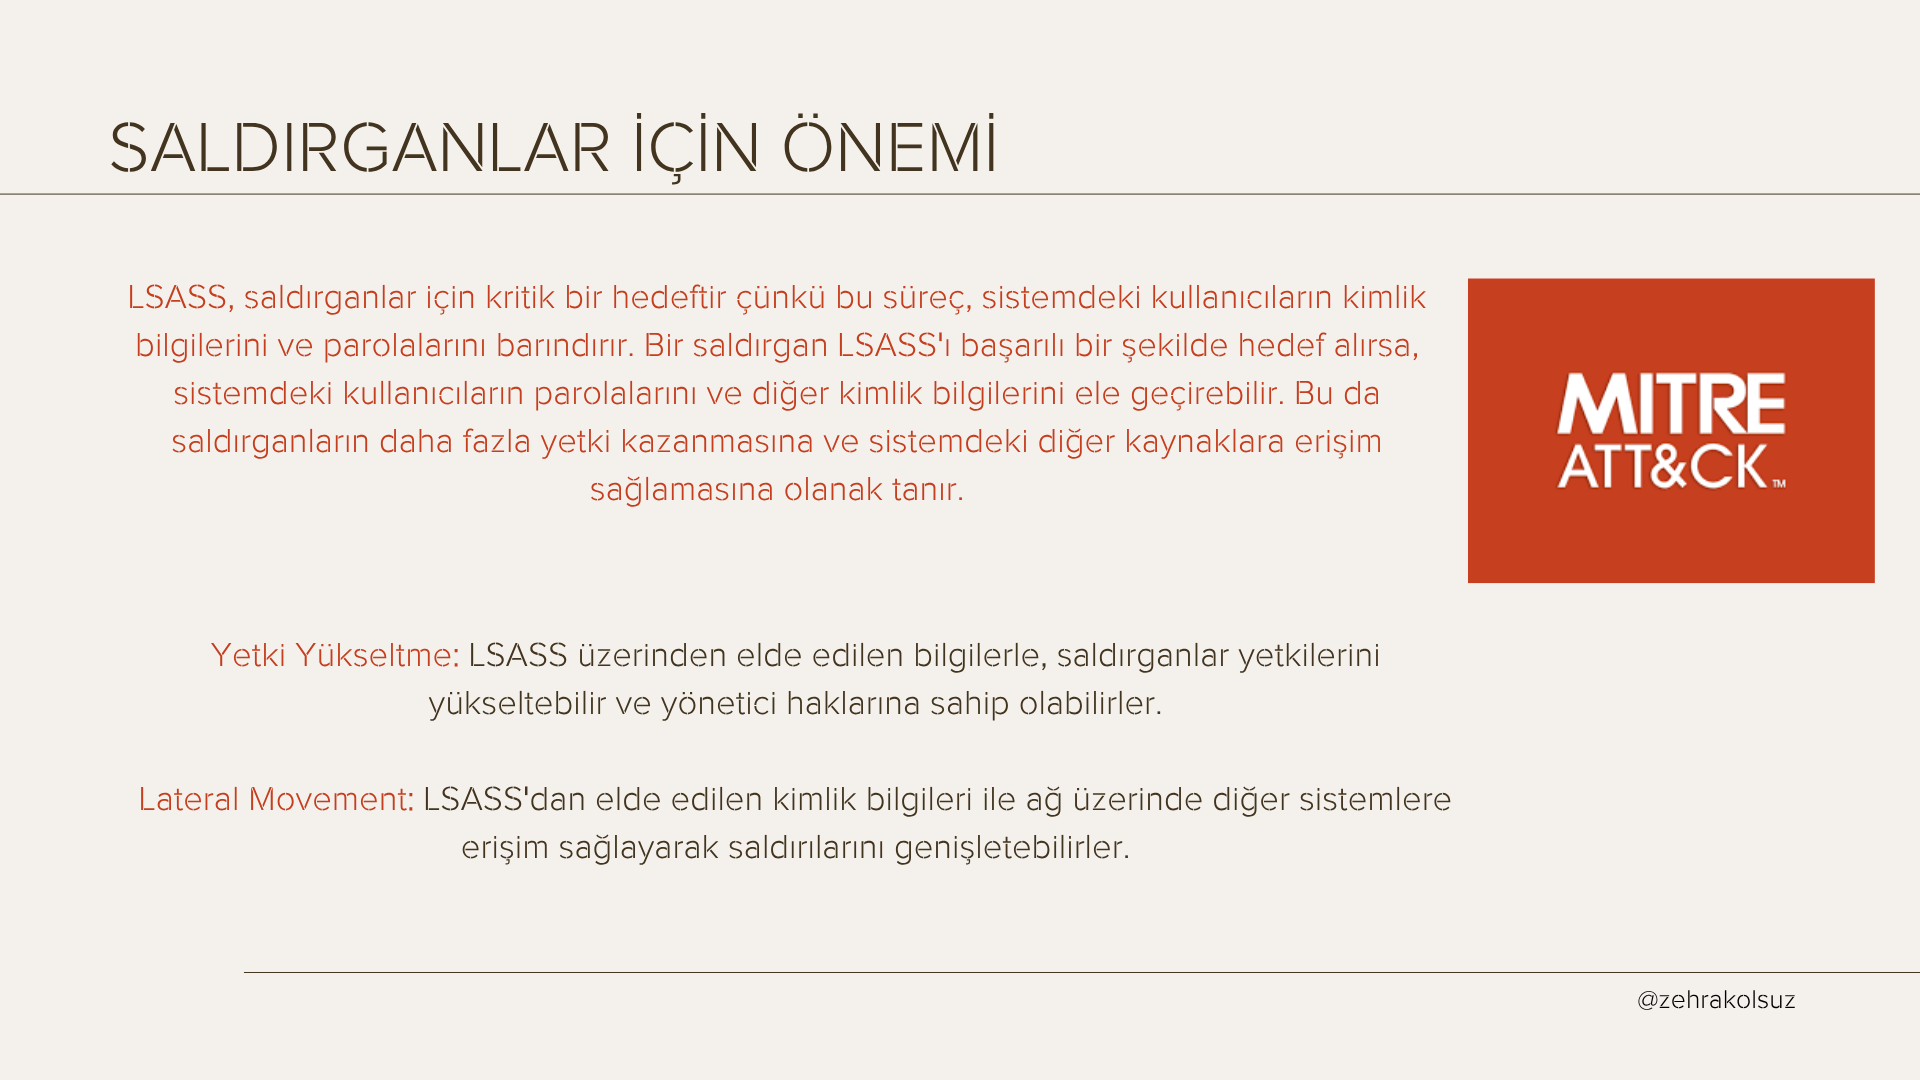 SALDIRGANLAR İÇİN ÖNEMİ
LSASS, saldırganlar için kritik bir hedeftir çünkü bu süreç, sistemdeki kullanıcıların kimlik
bilgilerini ve parolalarını barındırır. Bir saldırgan LSASS'ı başarılı bir şekilde hedef alırsa,
sistemdeki kullanıcıların parolalarını ve diğer kimlik bilgilerini ele geçirebilir. Bu da
saldırganların daha fazla yetki kazanmasına ve sistemdeki diğer kaynaklara erişim
sağlamasına olanak tanır.
MITRE
ATT&CK™
Yetki Yükseltme: LSASS üzerinden elde edilen bilgilerle, saldırganlar yetkilerini
yükseltebilir ve yönetici haklarına sahip olabilirler.
Lateral Movement: LSASS'dan elde edilen kimlik bilgileri ile ağ üzerinde diğer sistemlere
erişim sağlayarak saldırılarını genişletebilirler.
@zehrakolsuz